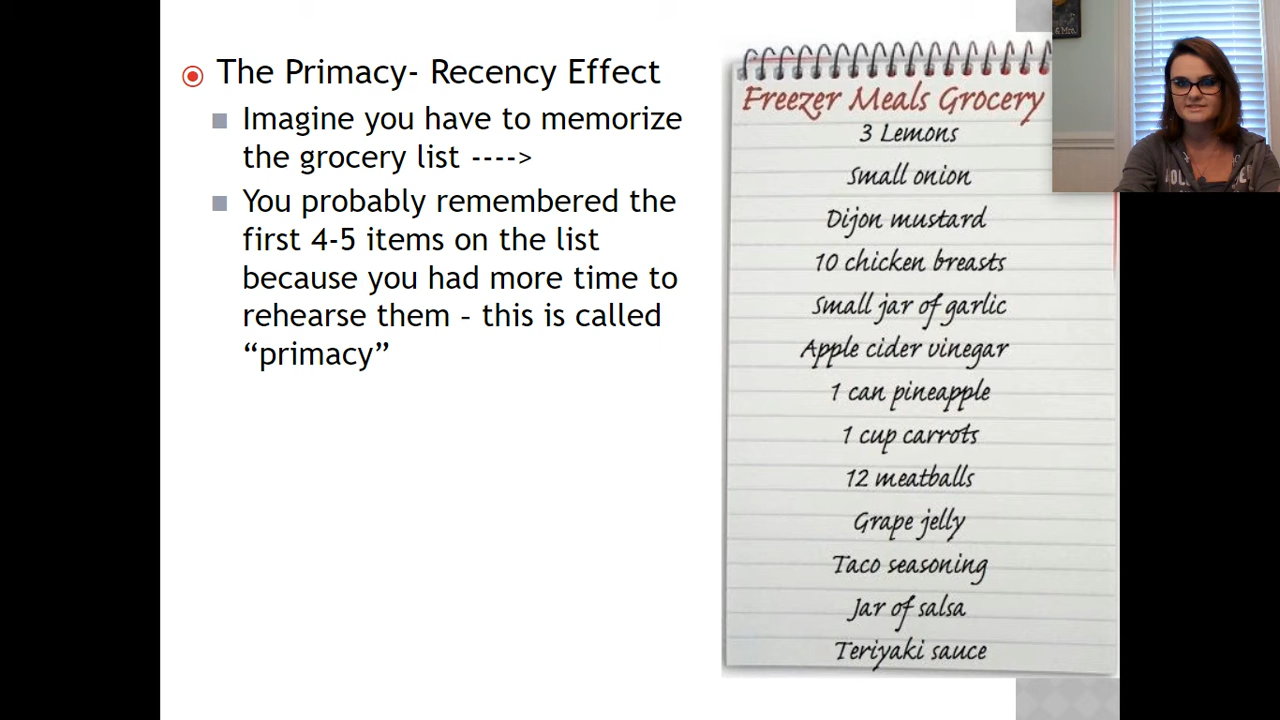 The Primacy- Recency Effect
Imagine you have to memorize
the grocery list ---->
You probably remembered the
first 4-5 items on the list
because you had more time to
rehearse them – this is called
“primacy”
Freezer Meals Grocery
3 Lemons
Small onion
Dijon mustard
10 chicken breasts
Small jar of garlic
Apple cider vinegar
1 can pineapple
1 cup carrots
12 meatballs
Grape jelly
Taco seasoning
Jar of salsa
Teriyaki sauce